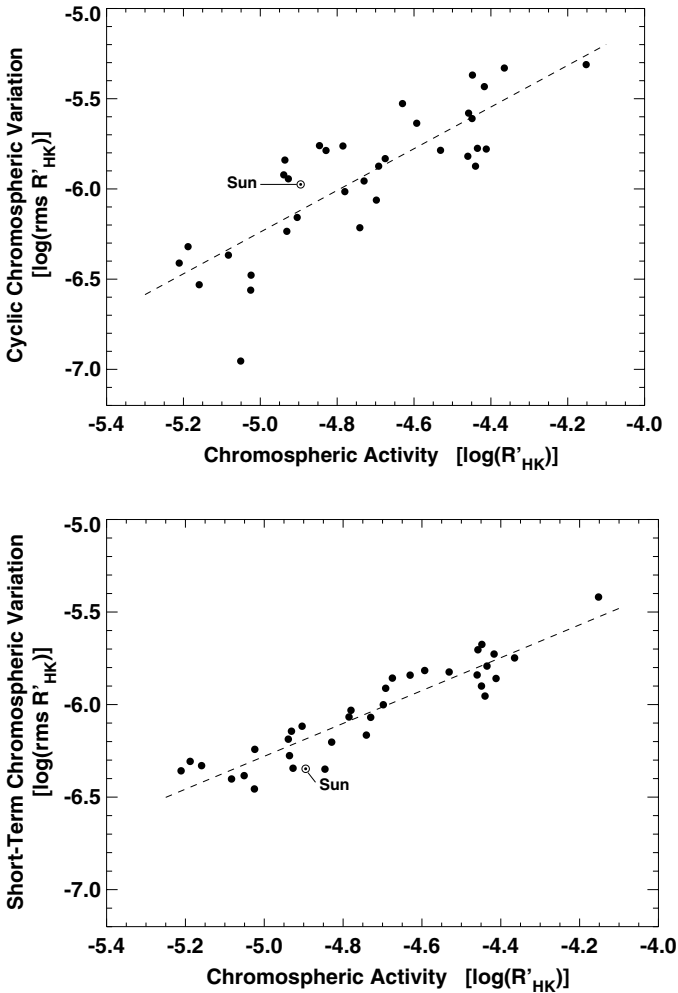 Cyclic Chromospheric Variation
[log(rms R'HK)]
-5.0
-5.5
-6.0
-6.5
-7.0
Sun
-5.4 -5.2 -5.0 -4.8 -4.6 -4.4 -4.2 -4.0
Chromospheric Activity [log(R'HK)]
Short-Term Chromospheric Variation
[log(rms R'HK)]
-5.0
-5.5
-6.0
-6.5
-7.0
Sun
-5.4 -5.2 -5.0 -4.8 -4.6 -4.4 -4.2 -4.0
Chromospheric Activity [log(R'HK)]